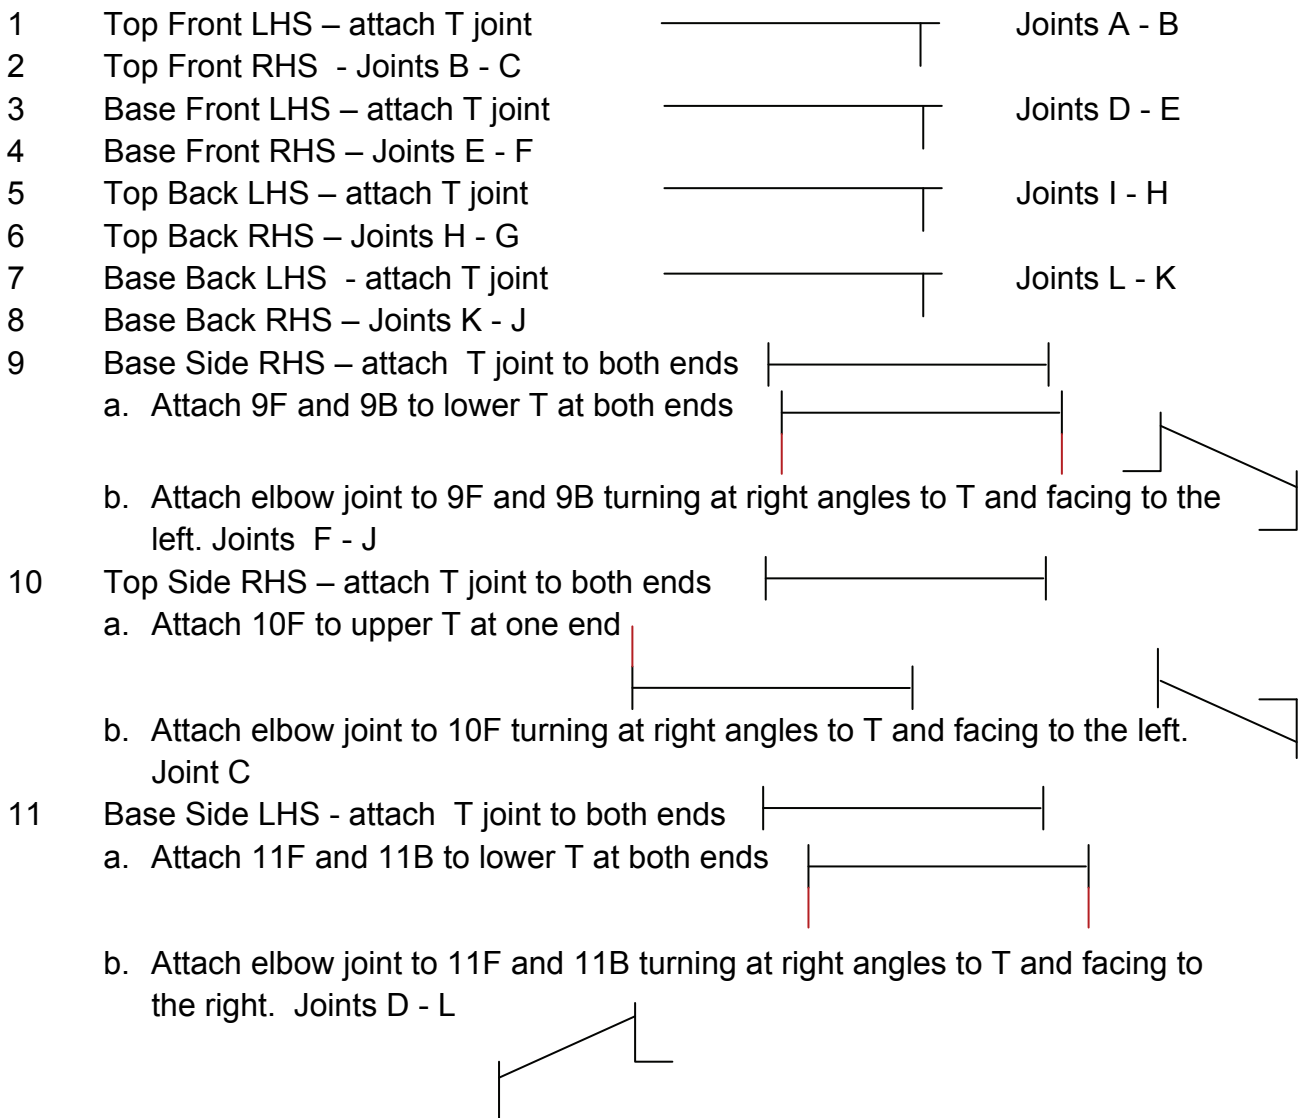 1 Top Front LHS – attach T joint Joints A - B
2 Top Front RHS - Joints B - C
3 Base Front LHS – attach T joint Joints D - E
4 Base Front RHS – Joints E - F
5 Top Back LHS – attach T joint Joints I - H
6 Top Back RHS – Joints H - G
7 Base Back LHS - attach T joint Joints L - K
8 Base Back RHS – Joints K - J
9 Base Side RHS – attach T joint to both ends
a. Attach 9F and 9B to lower T at both ends
b. Attach elbow joint to 9F and 9B turning at right angles to T and facing to the
left. Joints F - J
10 Top Side RHS – attach T joint to both ends
a. Attach 10F to upper T at one end
b. Attach elbow joint to 10F turning at right angles to T and facing to the left.
Joint C
11 Base Side LHS - attach T joint to both ends
a. Attach 11F and 11B to lower T at both ends
b. Attach elbow joint to 11F and 11B turning at right angles to T and facing to
the right. Joints D - L